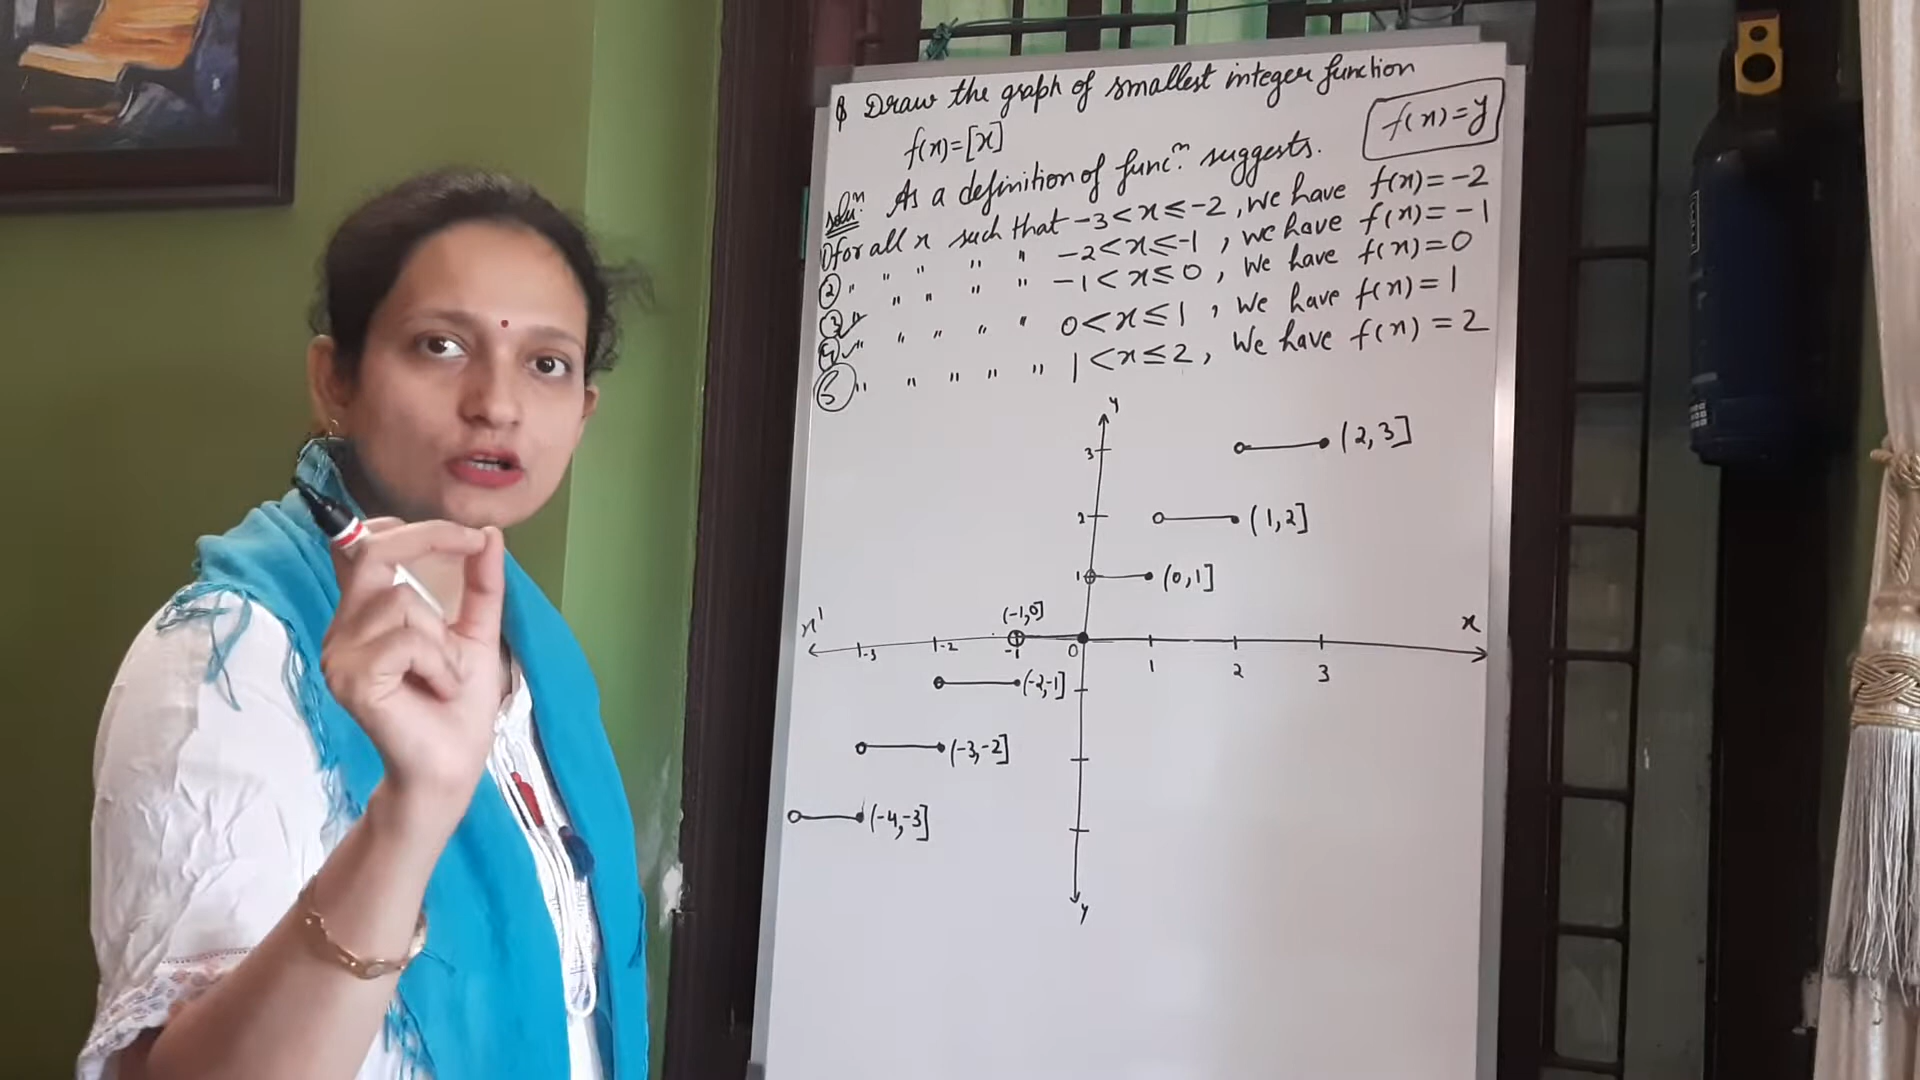 Q Draw the graph of smallest integer function
f(x)=[x]
f(x)=y
Soluⁿ. As a definition of funcⁿ. suggests.
① for all x such that -3<x≤-2, we have f(x)=-2
② " " " " " -2<x≤-1, we have f(x)=-1
③ " " " " " -1<x≤0, we have f(x)=0
④ " " " " " 0<x≤1, we have f(x)=1
⑤ " " " " " 1<x≤2, we have f(x)=2
y
3 (2,3]
2 (1,2]
1 (0,1]
(-1,0]
x' x
-3 -2 -1 0 1 2 3
(-2,-1]
(-3,-2]
(-4,-3]
y